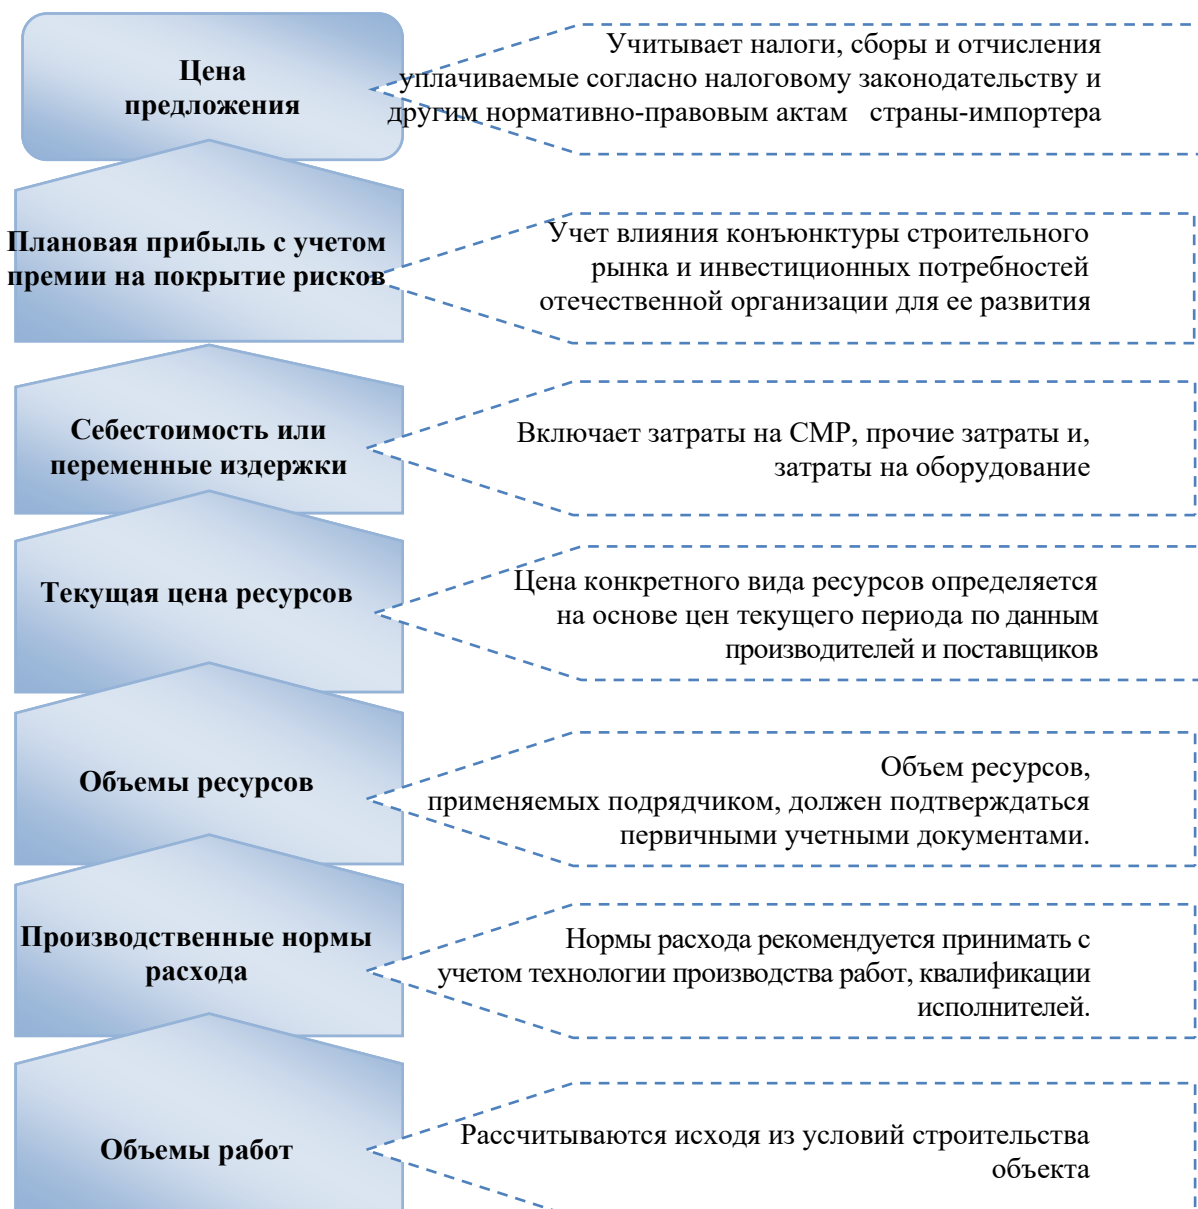 Цена
предложения
Учитывает налоги, сборы и отчисления
уплачиваемые согласно налоговому законодательству и
другим нормативно-правовым актам страны-импортера
Плановая прибыль с учетом
премии на покрытие рисков
Учет влияния конъюнктуры строительного
рынка и инвестиционных потребностей
отечественной организации для ее развития
Себестоимость или
переменные издержки
Включает затраты на СМР, прочие затраты и,
затраты на оборудование
Текущая цена ресурсов
Цена конкретного вида ресурсов определяется
на основе цен текущего периода по данным
производителей и поставщиков
Объемы ресурсов
Объем ресурсов,
применяемых подрядчиком, должен подтверждаться
первичными учетными документами.
Производственные нормы
расхода
Нормы расхода рекомендуется принимать с
учетом технологии производства работ, квалификации
исполнителей.
Объемы работ
Рассчитываются исходя из условий строительства
объекта